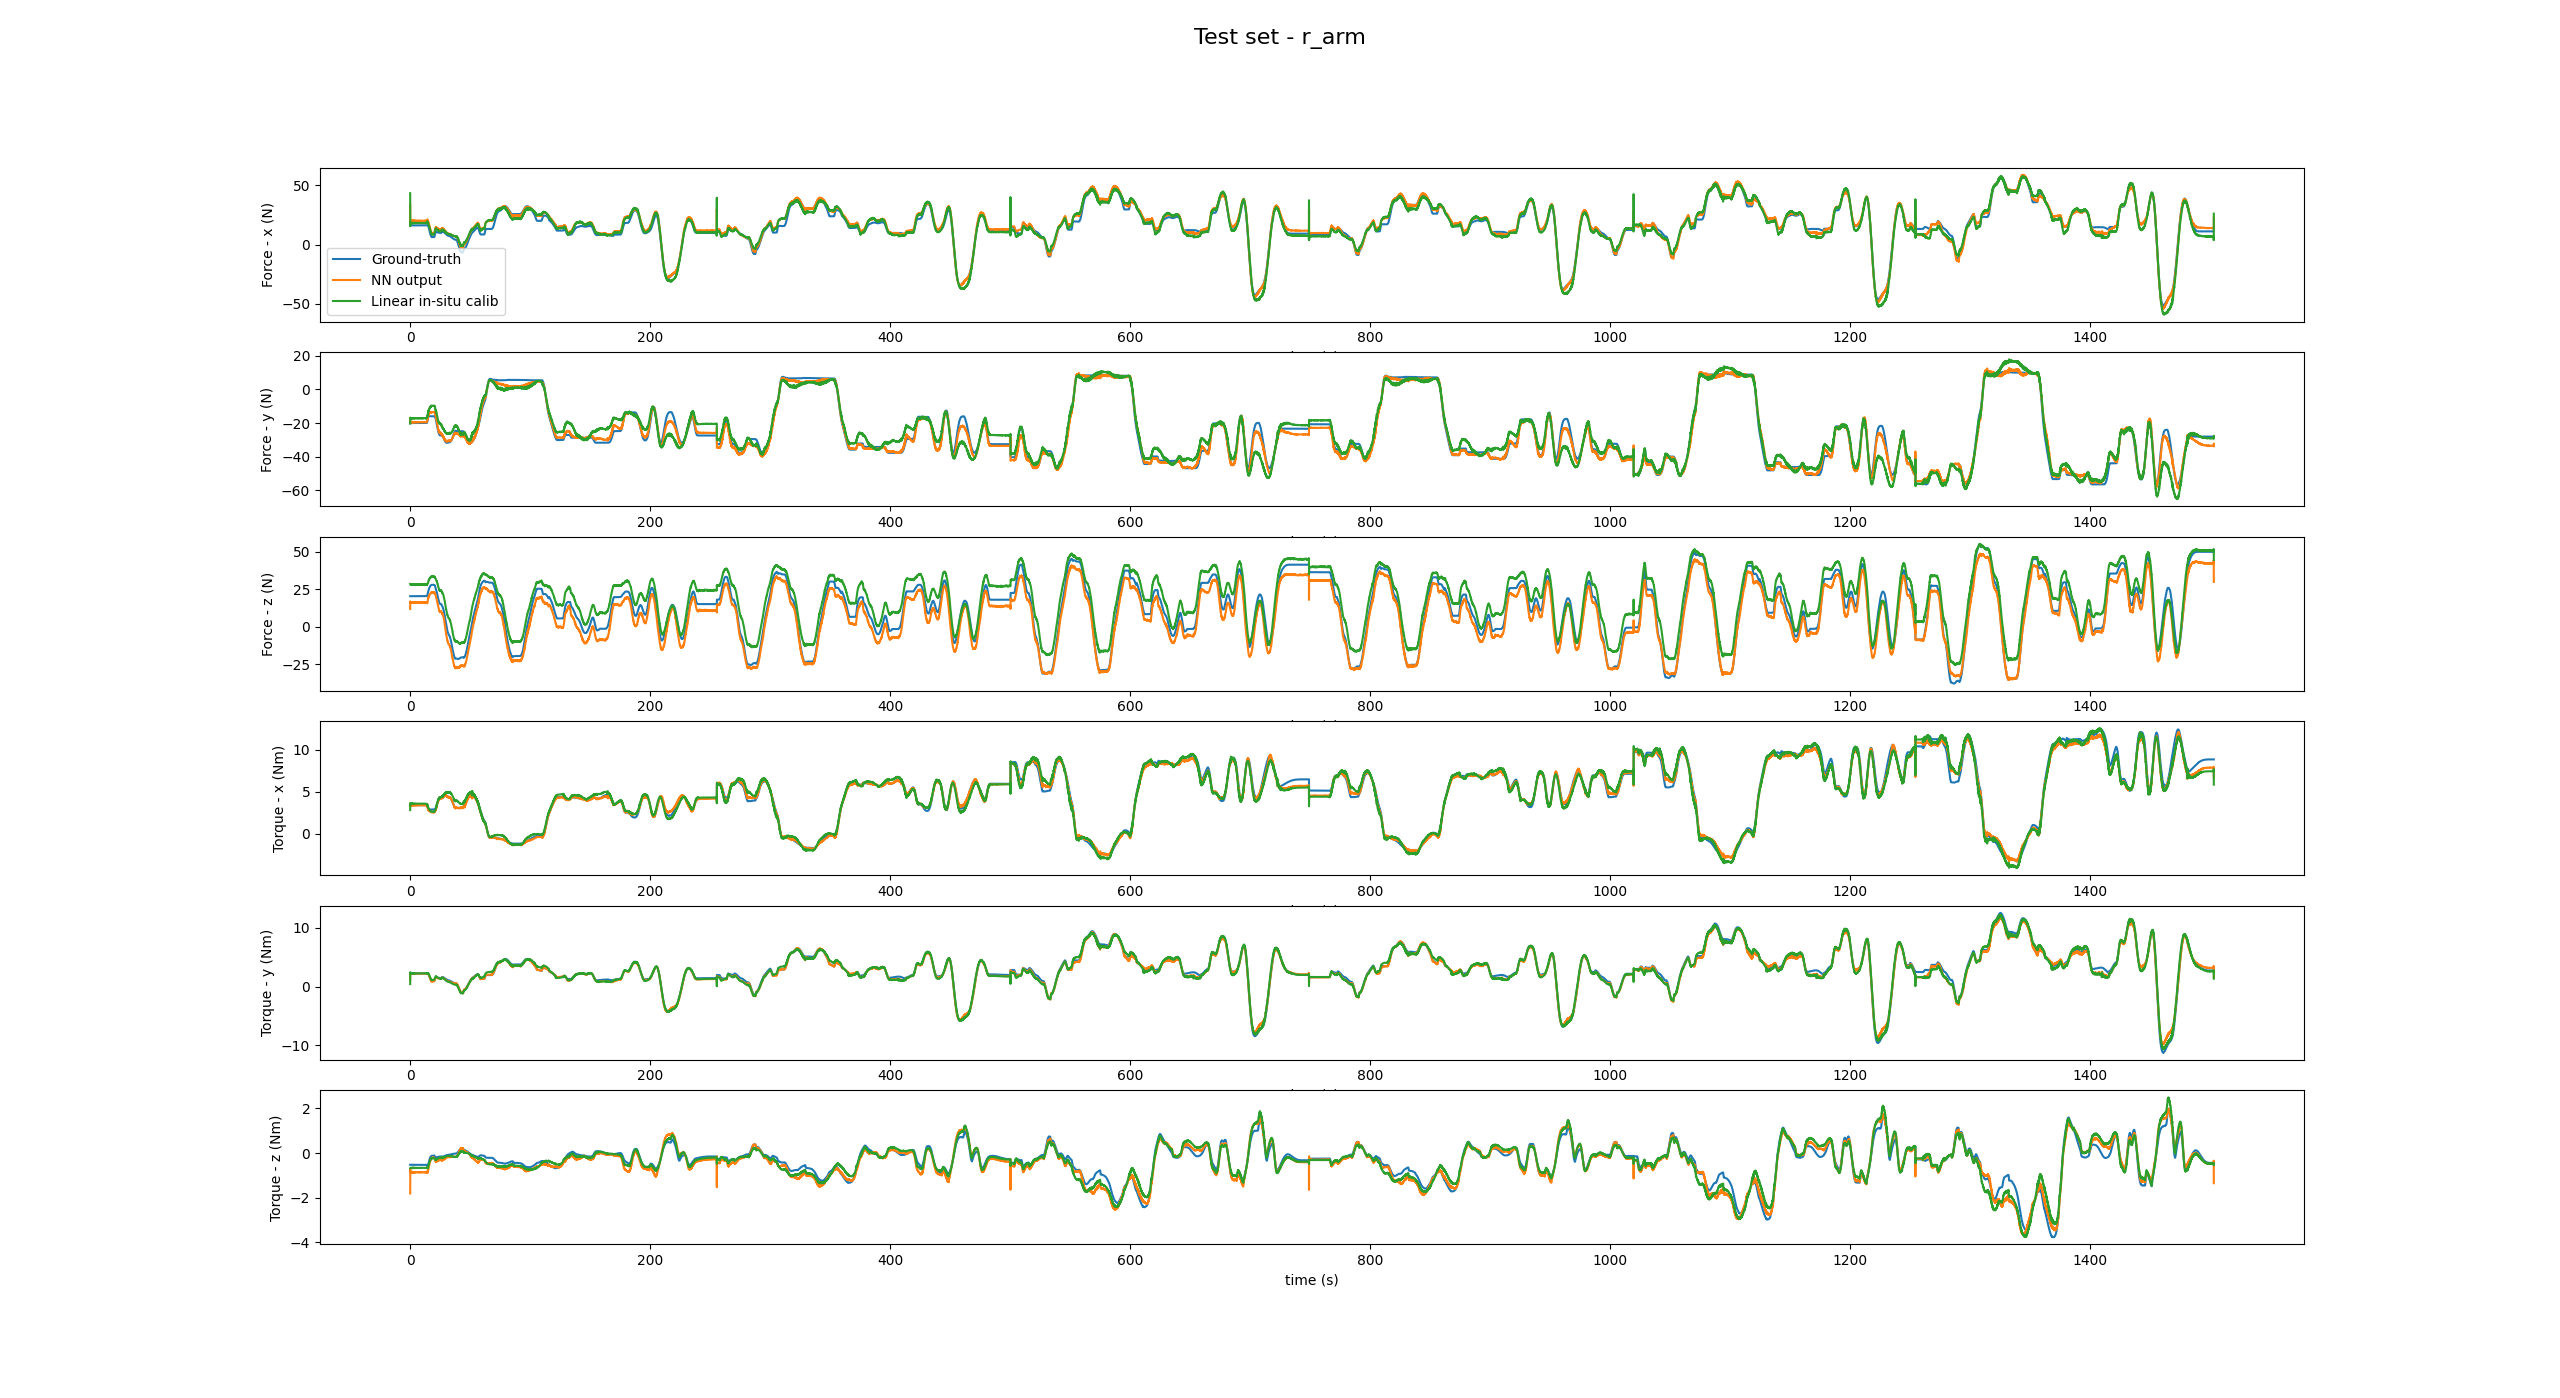 Test set - r_arm
Force - x (N)
50
0
−50
Ground-truth
NN output
Linear in-situ calib
0 200 400 600 800 1000 1200 1400
Force - y (N)
20
0
−20
−40
−60
0 200 400 600 800 1000 1200 1400
Force - z (N)
50
25
0
−25
0 200 400 600 800 1000 1200 1400
Torque - x (Nm)
10
5
0
0 200 400 600 800 1000 1200 1400
Torque - y (Nm)
10
0
−10
0 200 400 600 800 1000 1200 1400
Torque - z (Nm)
2
0
−2
−4
0 200 400 600 800 1000 1200 1400
time (s)